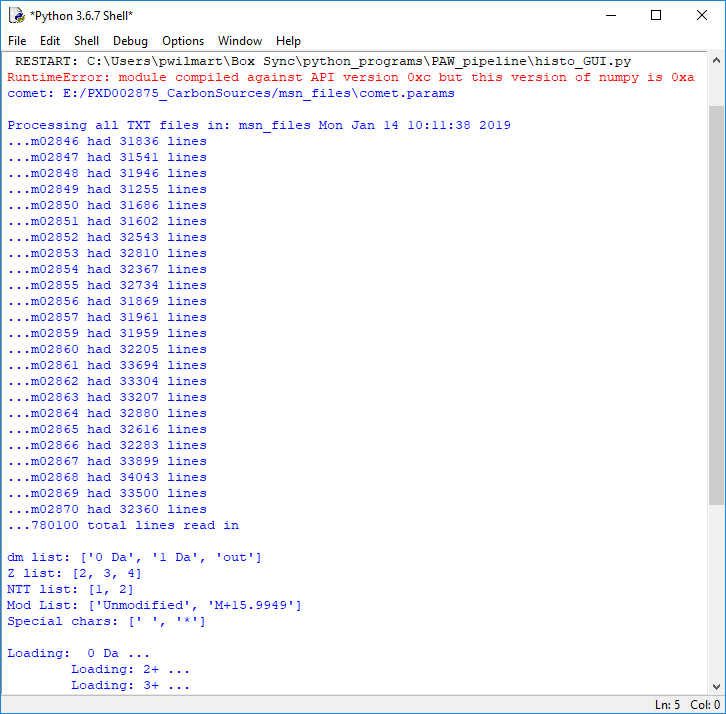 *Python 3.6.7 Shell*
File Edit Shell Debug Options Window Help
RESTART: C:\Users\pwilmart\Box Sync\python_programs\PAW_pipeline\histo_GUI.py
RuntimeError: module compiled against API version 0xc but this version of numpy is 0xa
comet: E:/PXD002875_CarbonSources/msn_files\comet.params
Processing all TXT files in: msn_files Mon Jan 14 10:11:38 2019
...m02846 had 31836 lines
...m02847 had 31541 lines
...m02848 had 31946 lines
...m02849 had 31255 lines
...m02850 had 31686 lines
...m02851 had 31602 lines
...m02852 had 32543 lines
...m02853 had 32810 lines
...m02854 had 32367 lines
...m02855 had 32734 lines
...m02856 had 31869 lines
...m02857 had 31961 lines
...m02859 had 31959 lines
...m02860 had 32205 lines
...m02861 had 33694 lines
...m02862 had 33304 lines
...m02863 had 33207 lines
...m02864 had 32880 lines
...m02865 had 32616 lines
...m02866 had 32283 lines
...m02867 had 33899 lines
...m02868 had 34043 lines
...m02869 had 33500 lines
...m02870 had 32360 lines
...780100 total lines read in
dm list: ['0 Da', '1 Da', 'out']
Z list: [2, 3, 4]
NTT list: [1, 2]
Mod List: ['Unmodified', 'M+15.9949']
Special chars: [' ', '*']
Loading:  0 Da ...
Loading: 2+ ...
Loading: 3+ ...
Ln: 5 Col: 0